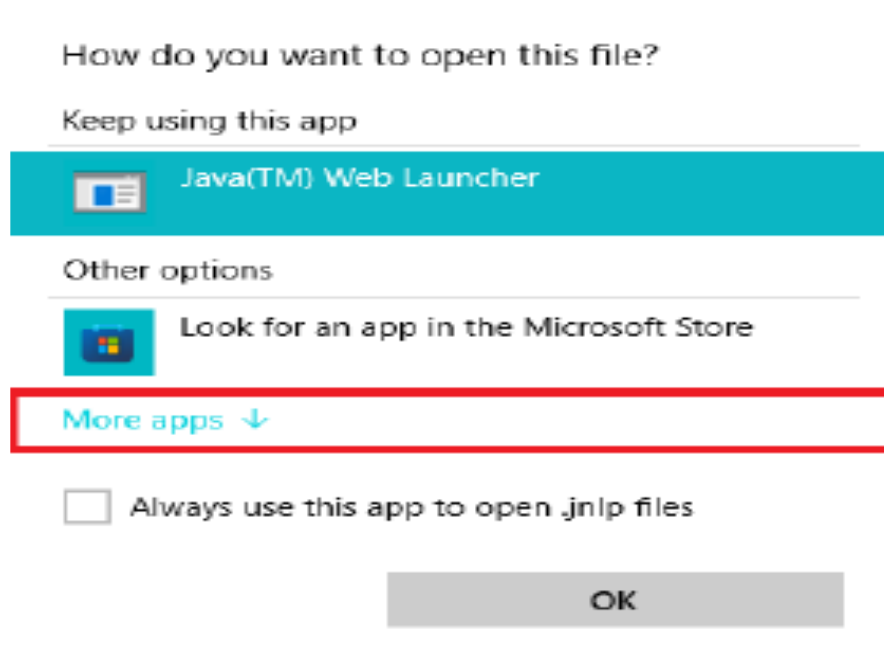 How do you want to open this file?
Keep using this app
Java(TM) Web Launcher
Other options
Look for an app in the Microsoft Store
More apps ↓
Always use this app to open .jnlp files
OK